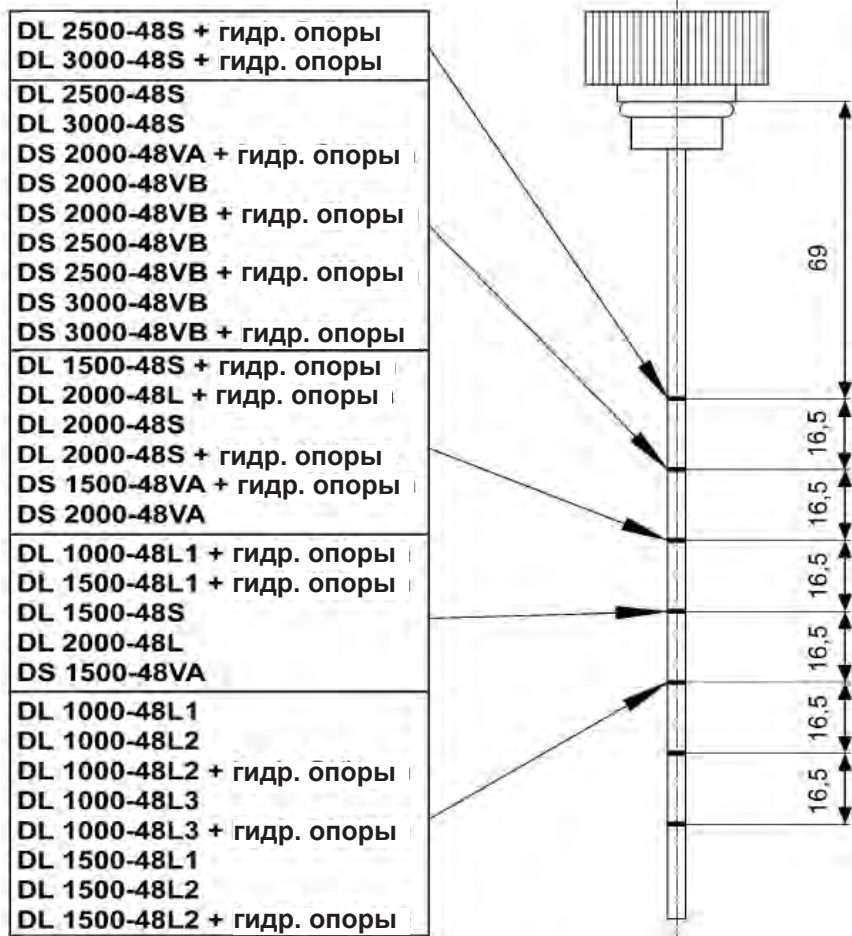 DL 2500-48S + гидр. опоры
DL 3000-48S + гидр. опоры
DL 2500-48S
DL 3000-48S
DS 2000-48VA + гидр. опоры
DS 2000-48VB
DS 2000-48VB + гидр. опоры
DS 2500-48VB
DS 2500-48VB + гидр. опоры
DS 3000-48VB
DS 3000-48VB + гидр. опоры
DL 1500-48S + гидр. опоры
DL 2000-48L + гидр. опоры
DL 2000-48S
DL 2000-48S + гидр. опоры
DS 1500-48VA + гидр. опоры
DS 2000-48VA
DL 1000-48L1 + гидр. опоры
DL 1500-48L1 + гидр. опоры
DL 1500-48S
DL 2000-48L
DS 1500-48VA
DL 1000-48L1
DL 1000-48L2
DL 1000-48L2 + гидр. опоры
DL 1000-48L3
DL 1000-48L3 + гидр. опоры
DL 1500-48L1
DL 1500-48L2
DL 1500-48L2 + гидр. опоры
69
16,5
16,5
16,5
16,5
16,5
16,5